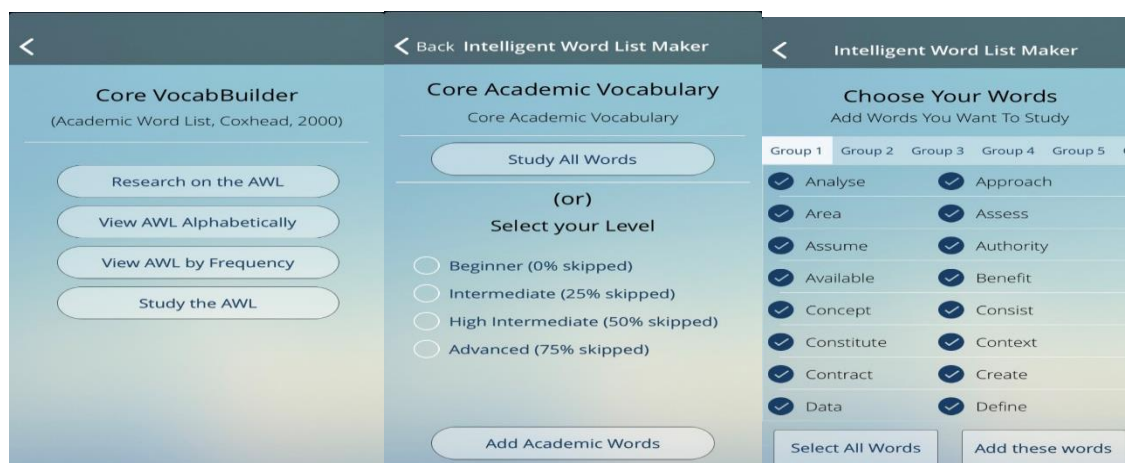 Core VocabBuilder
(Academic Word List, Coxhead, 2000)
Research on the AWL
View AWL Alphabetically
View AWL by Frequency
Study the AWL
Back Intelligent Word List Maker
Core Academic Vocabulary
Core Academic Vocabulary
Study All Words
(or)
Select your Level
Beginner (0% skipped)
Intermediate (25% skipped)
High Intermediate (50% skipped)
Advanced (75% skipped)
Add Academic Words
Intelligent Word List Maker
Choose Your Words
Add Words You Want To Study
Group 1 Group 2 Group 3 Group 4 Group 5
Analyse Approach
Area Assess
Assume Authority
Available Benefit
Concept Consist
Constitute Context
Contract Create
Data Define
Select All Words Add these words